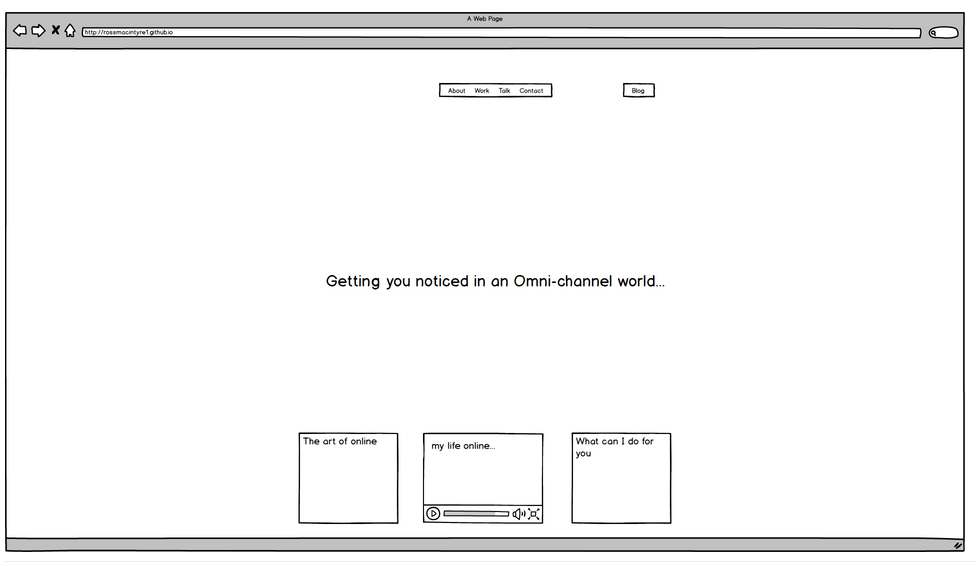 A Web Page
http://rossmacintyre1.github.io
About Work Talk Contact
Blog
Getting you noticed in an Omni-channel world...
The art of online
my life online...
What can I do for
you